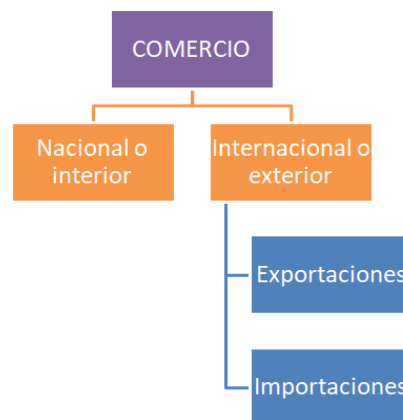 COMERCIO
Nacional o
interior
Internacional o
exterior
Exportaciones
Importaciones